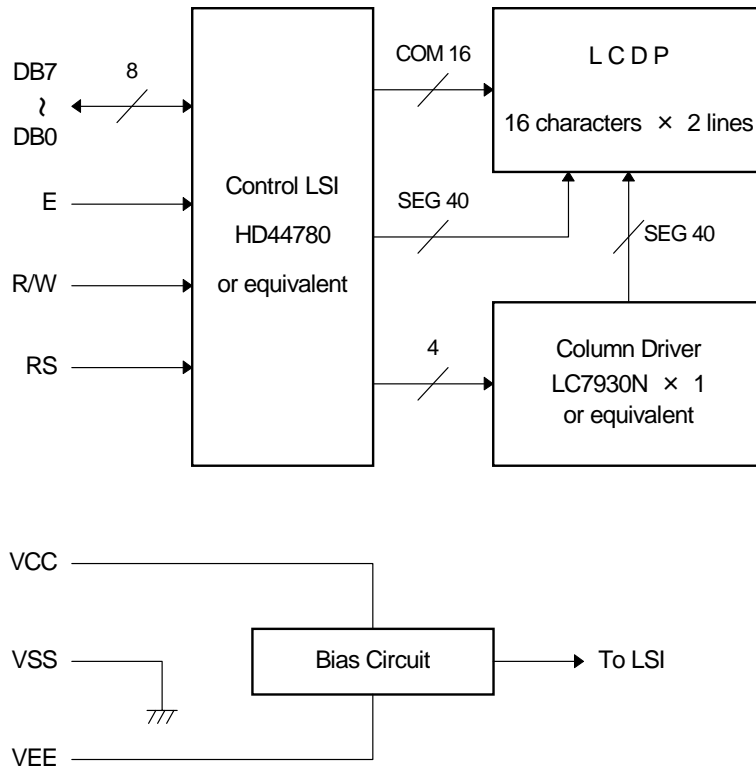 DB7
~
DB0
8
E
R/W
RS
Control LSI
HD44780
or equivalent
COM 16
SEG 40
4
L C D P
16 characters × 2 lines
SEG 40
Column Driver
LC7930N × 1
or equivalent
VCC
VSS
VEE
Bias Circuit
To LSI